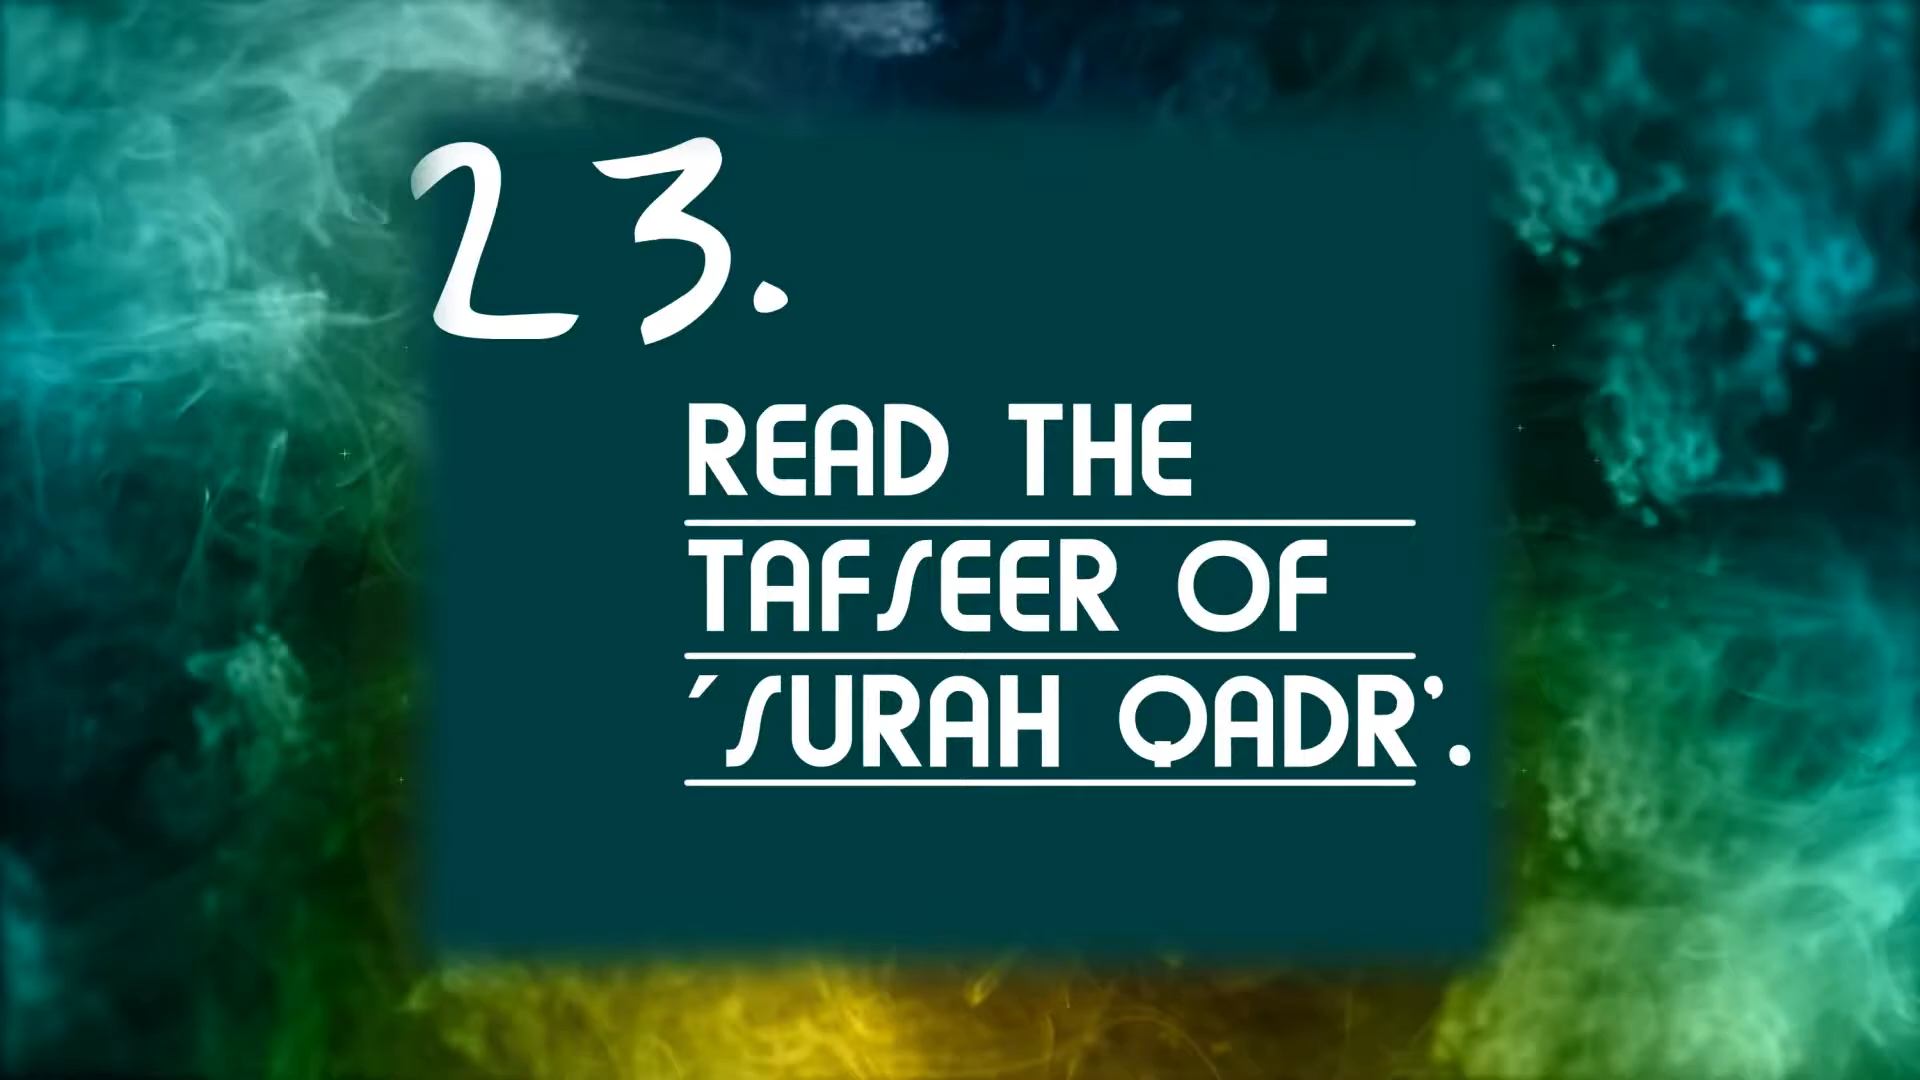 23.
READ THE
TAFSEER OF
'SURAH QADR'.